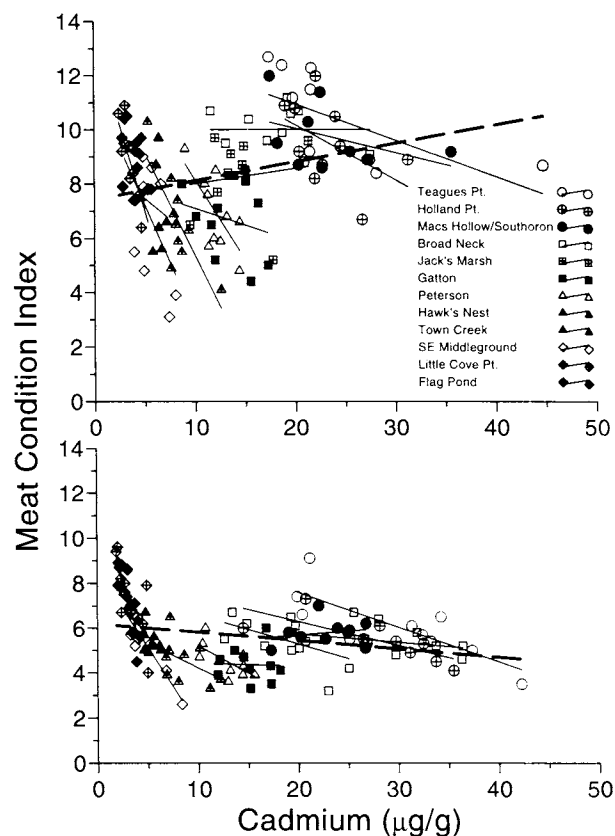 14
12
10
8
6
4
2
0
0 10 20 30 40 50
Teagues Pt.
Holland Pt.
Macs Hollow/Southoron
Broad Neck
Jack's Marsh
Gatton
Peterson
Hawk's Nest
Town Creek
SE Middleground
Little Cove Pt.
Flag Pond
Meat Condition Index
14
12
10
8
6
4
2
0
0 10 20 30 40 50
Cadmium (μg/g)